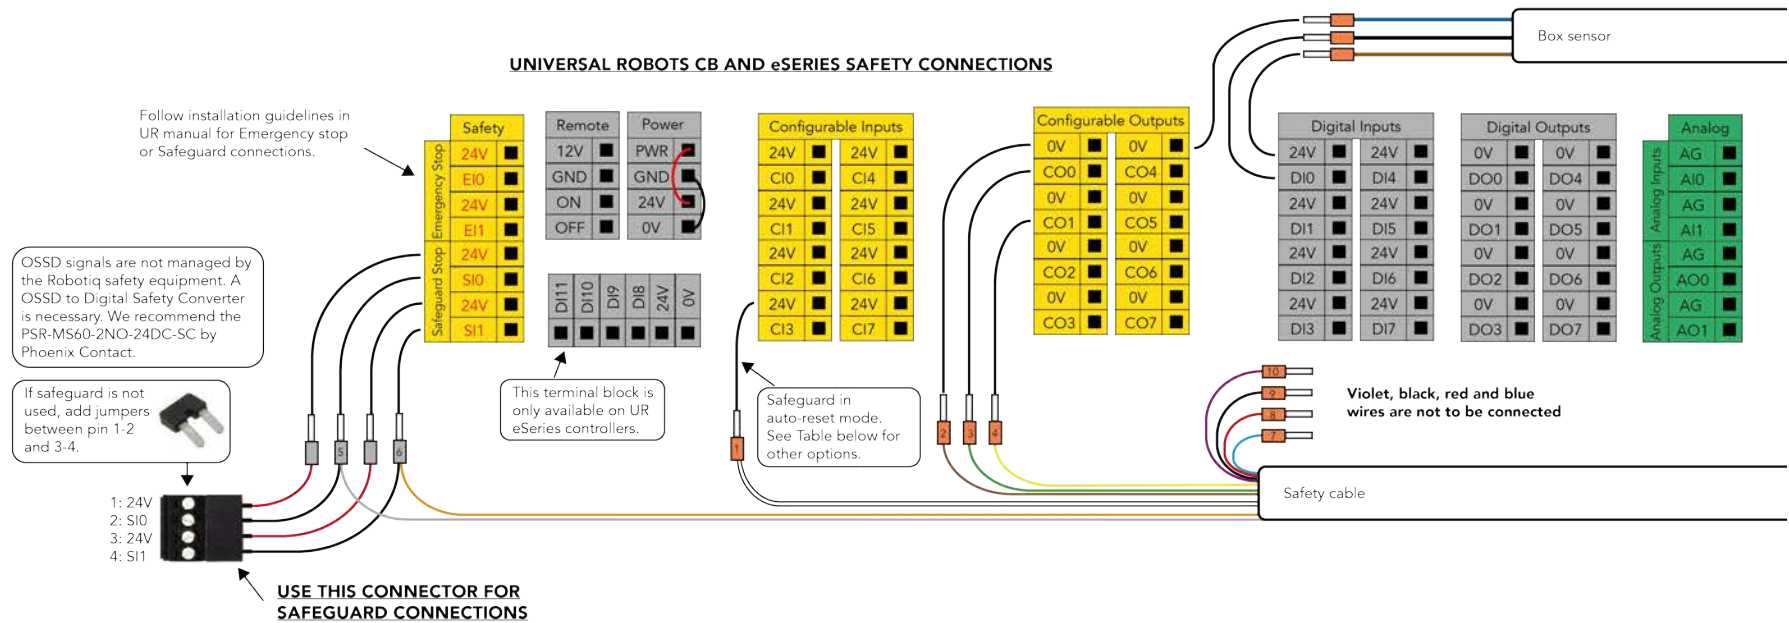 UNIVERSAL ROBOTS CB AND eSERIES SAFETY CONNECTIONS
Box sensor
Follow installation guidelines in
UR manual for Emergency stop
or Safeguard connections.
Safety
Emergency Stop
24V
EI0
24V
EI1
Safeguard Stop
24V
SI0
24V
SI1
Remote
12V
GND
ON
OFF
Power
PWR
GND
24V
0V
DI11
DI10
DI9
DI8
24V
0V
Configurable Inputs
24V 24V
CI0 CI4
24V 24V
CI1 CI5
24V 24V
CI2 CI6
24V 24V
CI3 CI7
Configurable Outputs
0V 0V
CO0 CO4
0V 0V
CO1 CO5
0V 0V
CO2 CO6
0V 0V
CO3 CO7
Digital Inputs
24V 24V
DI0 DI4
24V 24V
DI1 DI5
24V 24V
DI2 DI6
24V 24V
DI3 DI7
Digital Outputs
0V 0V
DO0 DO4
0V 0V
DO1 DO5
0V 0V
DO2 DO6
0V 0V
DO3 DO7
Analog
Analog Inputs
AG
AI0
AG
AI1
Analog Outputs
AG
AO0
AG
AO1
OSSD signals are not managed by
the Robotiq safety equipment. A
OSSD to Digital Safety Converter
is necessary. We recommend the
PSR-MS60-2NO-24DC-SC by
Phoenix Contact.
If safeguard is not
used, add jumpers
between pin 1-2
and 3-4.
This terminal block is
only available on UR
eSeries controllers.
Safeguard in
auto-reset mode.
See Table below for
other options.
5
6
1
2
3
4
10
9
8
7
Violet, black, red and blue
wires are not to be connected
Safety cable
1: 24V
2: SI0
3: 24V
4: SI1
USE THIS CONNECTOR FOR
SAFEGUARD CONNECTIONS